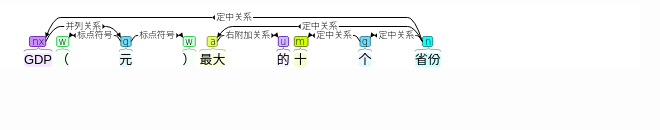 定中关系
并列关系 定中关系
标点符号 标点符号 右附加关系 定中关系 定中关系
nx w q w a u m q n
GDP （ 元 ） 最大 的 十 个 省份